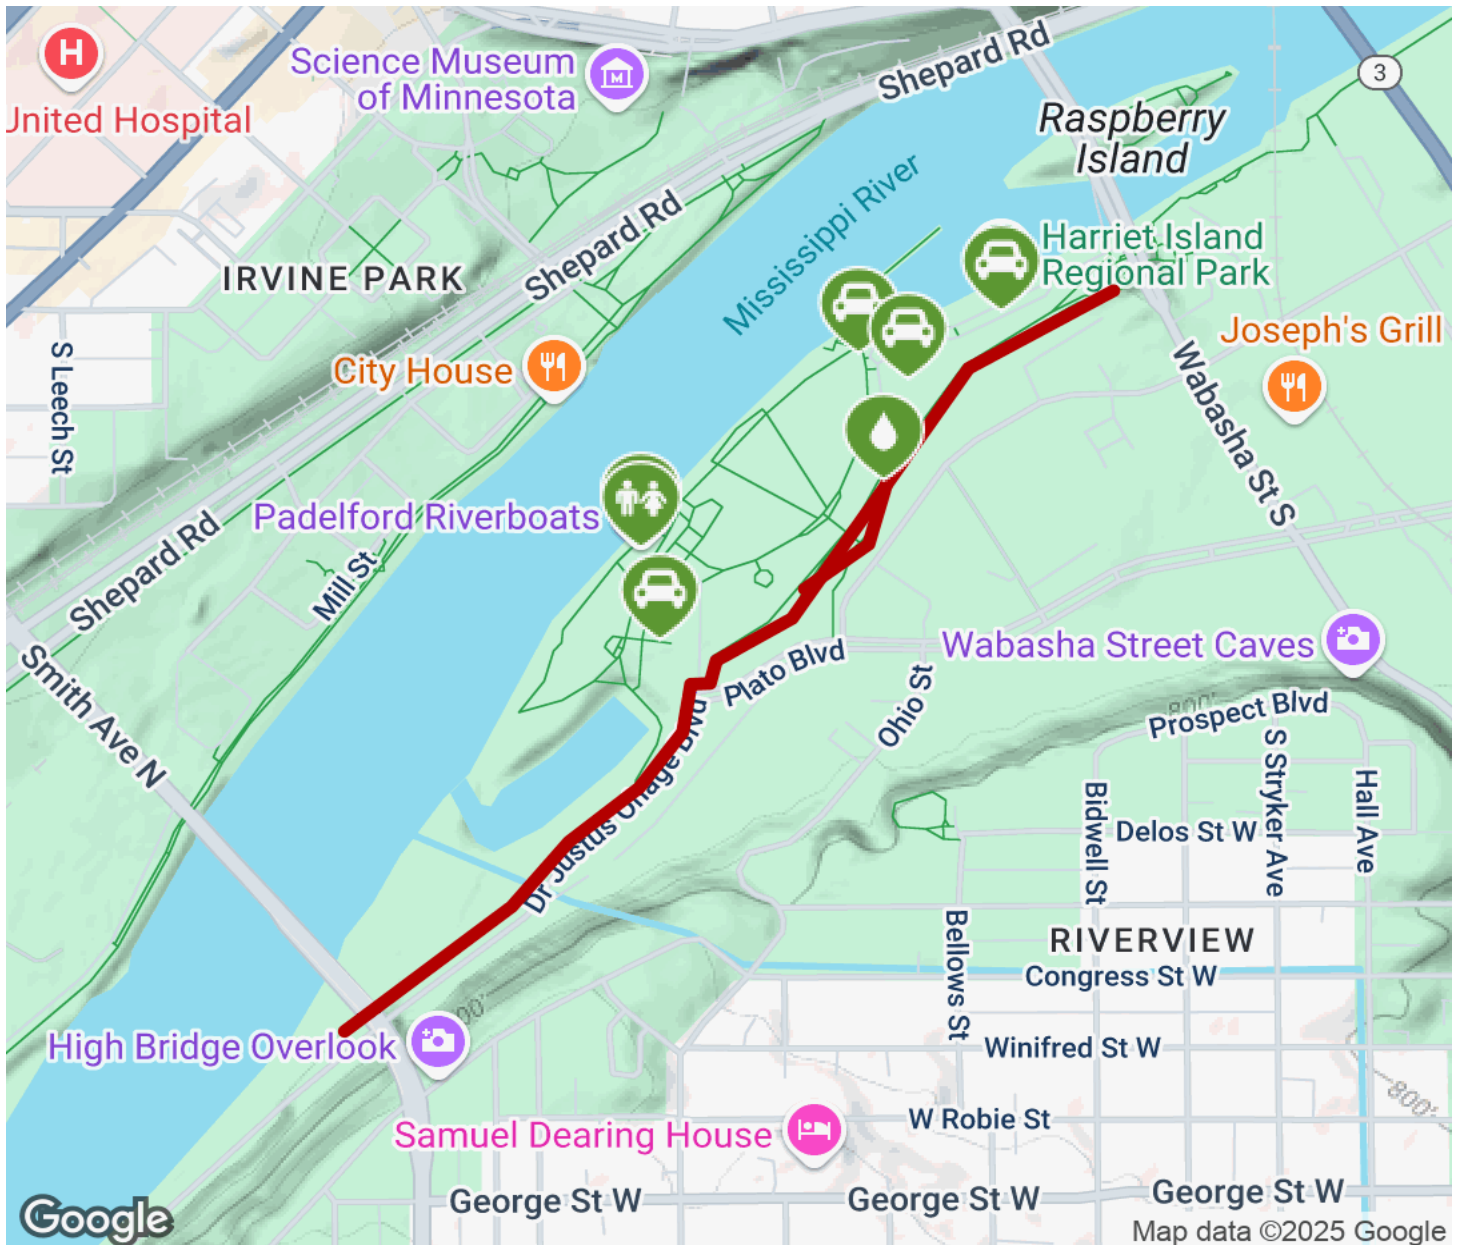 H
United Hospital
Science Museum
of Minnesota
M
Shepard Rd
3
Raspberry
Island
Mississippi River
Shepard Rd
IRVINE PARK
Harriet Island
Regional Park
Joseph's Grill
City House
S Leech St
Wabasha St S
Padelford Riverboats
Shepard Rd
Mill St
Smith Ave N
Plato Blvd
Wabasha Street Caves
Ohio St
800'
Prospect Blvd
S Stryker Ave
Hall Ave
Bidwell St
Delos St W
Dr Justus Ohage Blvd
Bellows St
RIVERVIEW
Congress St W
800'
High Bridge Overlook
Winifred St W
800'
W Robie St
Samuel Dearing House
George St W
George St W
George St W
Google
Map data ©2025 Google